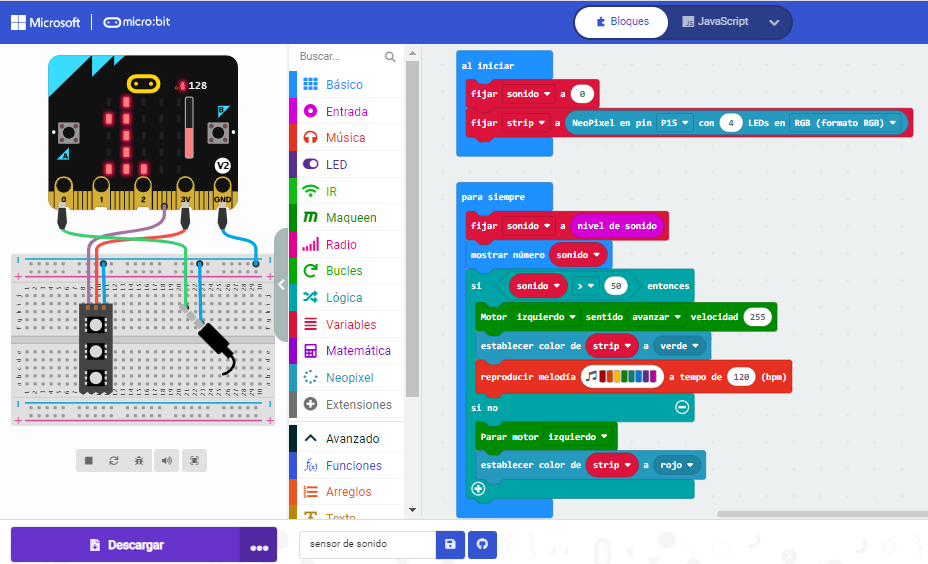 Microsoft
micro:bit
Bloques
JavaScript
128
B
A
V2
0
1
2
3V
GND
Buscar...
Básico
Entrada
Música
LED
IR
Maqueen
Radio
Bucles
Lógica
Variables
Matemática
Neopixel
Extensiones
Avanzado
Funciones
Arreglos
Texto
al iniciar
fijar sonido a 0
fijar strip a NeoPixel en pin P15 con 4 LEDs en RGB (formato RGB)
para siempre
fijar sonido a nivel de sonido
mostrar número sonido
si sonido > 50 entonces
Motor izquierdo sentido avanzar velocidad 255
establecer color de strip a verde
reproducir melodía a tempo de 120 (bpm)
si no
Parar motor izquierdo
establecer color de strip a rojo
Descargar
sensor de sonido